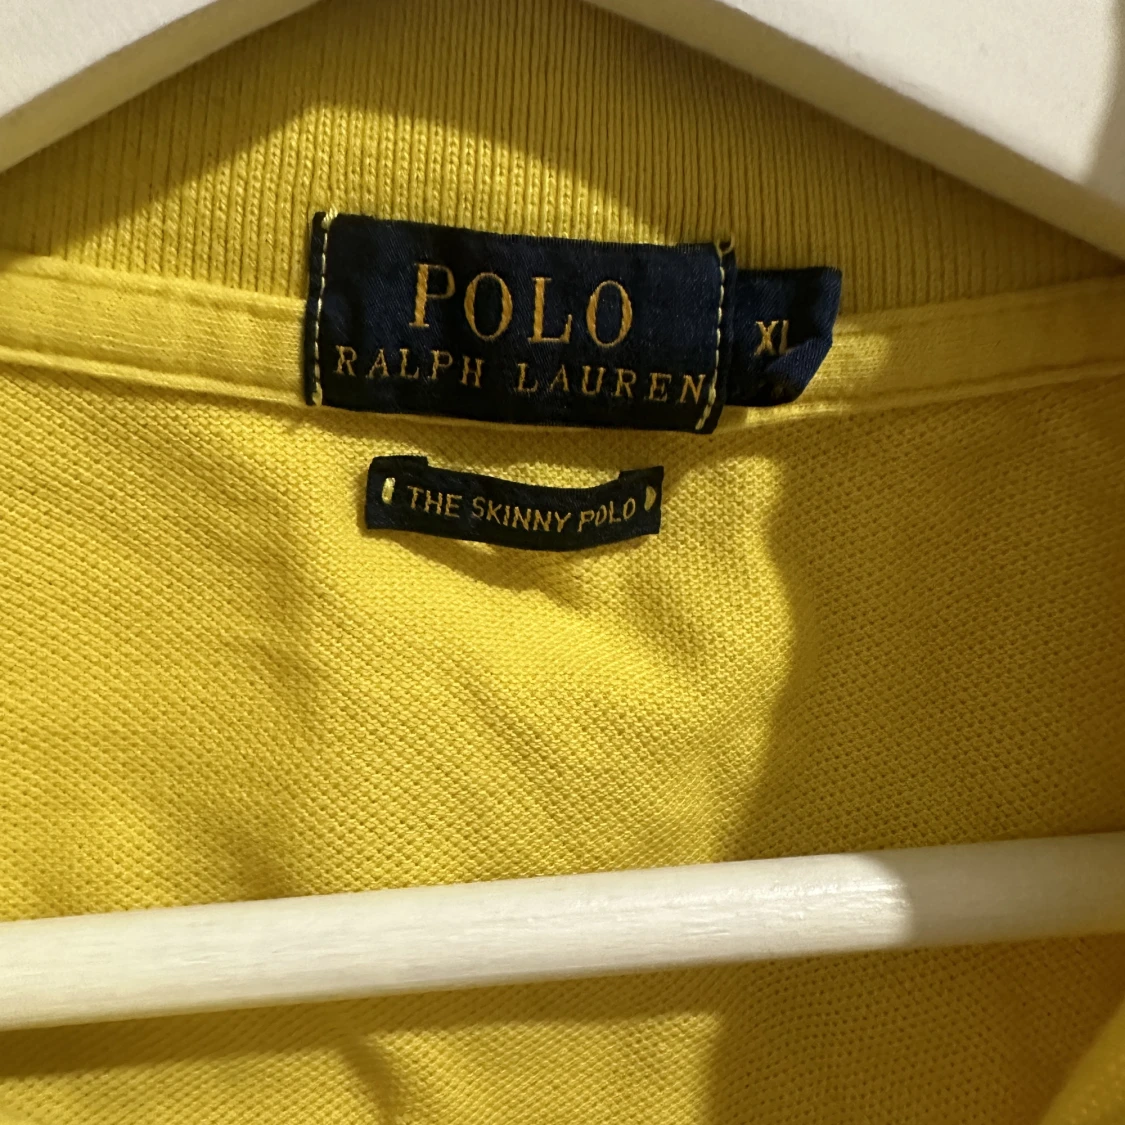 POLO
RALPH LAUREN
XL
THE SKINNY POLO